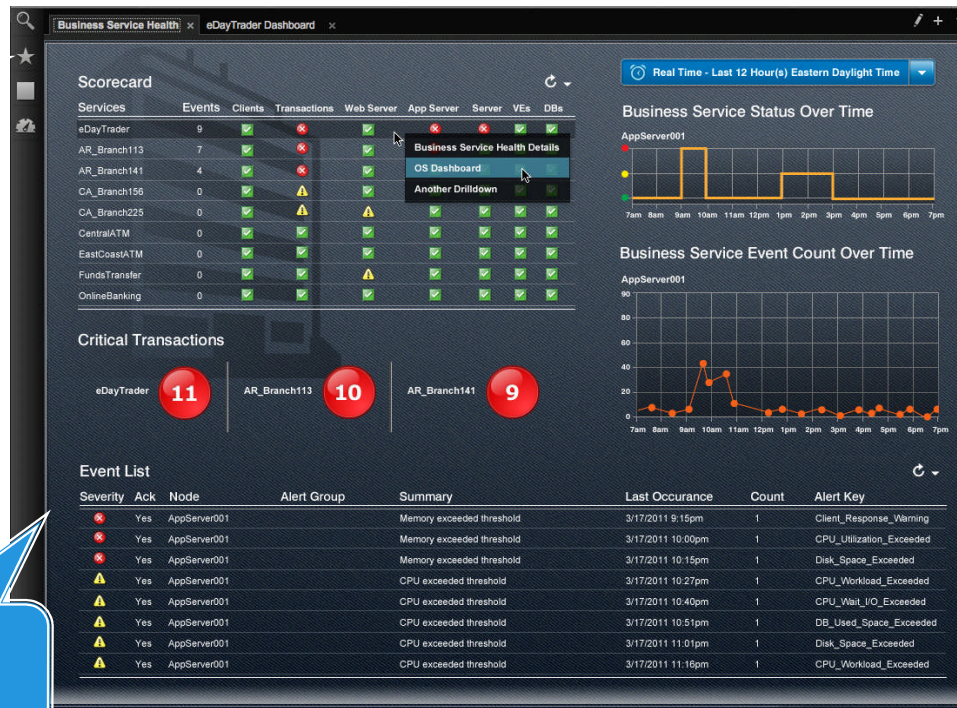 Business Service Health × eDayTrader Dashboard ×
Scorecard
Services Events Clients Transactions Web Server App Server Server VEs DBs
eDayTrader 9
AR_Branch113 7
AR_Branch141 4
CA_Branch156 0
CA_Branch225 0
CentralATM 0
EastCoastATM 0
FundsTransfer 0
OnlineBanking 0
Business Service Health Details
OS Dashboard
Another Drilldown
Critical Transactions
eDayTrader 11 AR_Branch113 10 AR_Branch141 9
Real Time - Last 12 Hour(s) Eastern Daylight Time
Business Service Status Over Time
AppServer001
7am 8am 9am 10am 11am 12pm 1pm 2pm 3pm 4pm 5pm 6pm 7pm
Business Service Event Count Over Time
AppServer001
90
80
60
40
20
0
7am 8am 9am 10am 11am 12pm 1pm 2pm 3pm 4pm 5pm 6pm 7pm
Event List
Severity Ack Node Alert Group Summary Last Occurance Count Alert Key
Yes AppServer001 Memory exceeded threshold 3/17/2011 9:15pm 1 Client_Response_Warning
Yes AppServer001 Memory exceeded threshold 3/17/2011 10:00pm 1 CPU_Utilization_Exceeded
Yes AppServer001 Memory exceeded threshold 3/17/2011 10:15pm 1 Disk_Space_Exceeded
Yes AppServer001 CPU exceeded threshold 3/17/2011 10:27pm 1 CPU_Workload_Exceeded
Yes AppServer001 CPU exceeded threshold 3/17/2011 10:40pm 1 CPU_Wait_I/O_Exceeded
Yes AppServer001 CPU exceeded threshold 3/17/2011 10:51pm 1 DB_Used_Space_Exceeded
Yes AppServer001 CPU exceeded threshold 3/17/2011 11:01pm 1 Disk_Space_Exceeded
Yes AppServer001 CPU exceeded threshold 3/17/2011 11:16pm 1 CPU_Workload_Exceeded